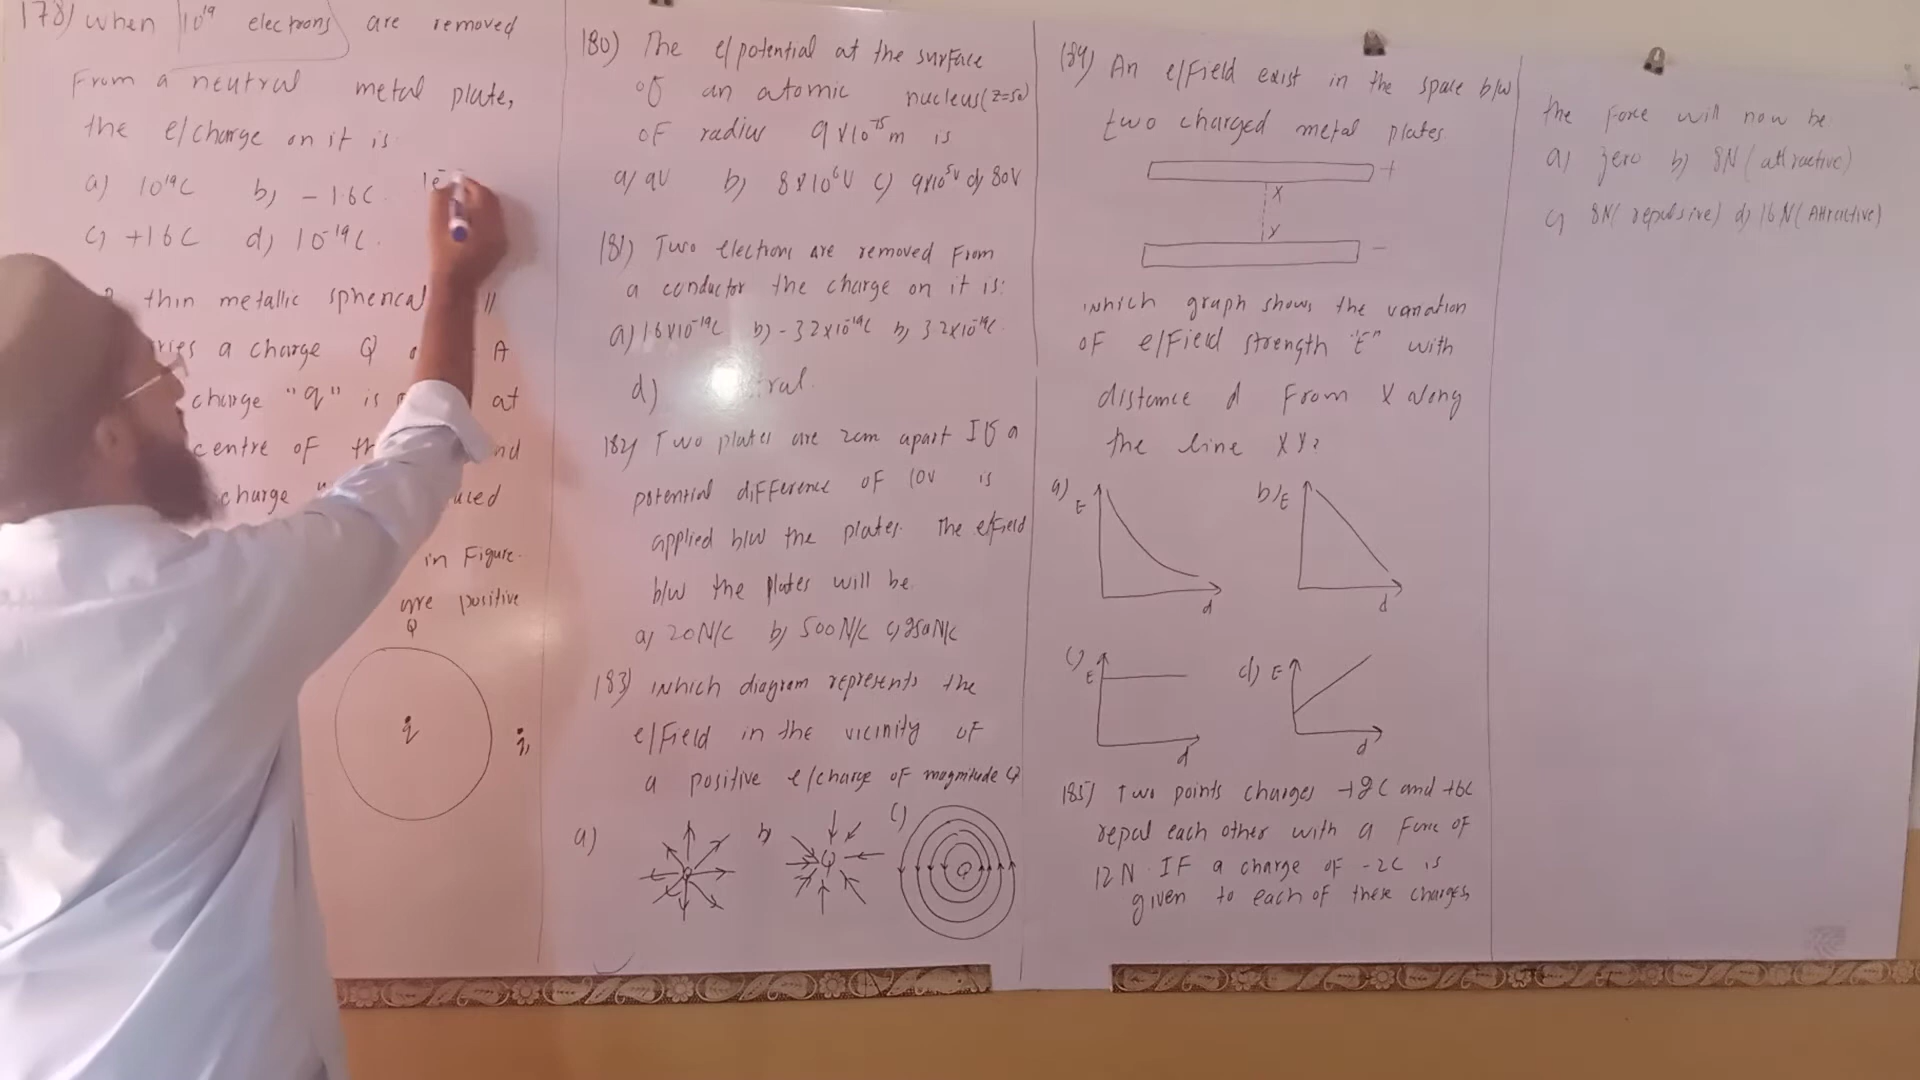 178) When 10¹⁹ electrons are removed
From a neutral metal plate,
the e/charge on it is
a) 10¹⁹C b) - 1.6C
c) +1.6C d) 10⁻¹⁹C.
1e⁻
thin metallic spherical
a charge Q A
charge "q" is at
centre of
charge
in Figure.
are positive
Q
q
q,
180) The e/potential at the surface
of an atomic nucleus(z=50)
of radius 9×10⁻¹⁵m is
a) 9V b) 8×10⁶V c) 9×10⁵V d) 80V
181) Two electrons are removed From
a conductor the charge on it is:
a) 1.6×10⁻¹⁹C b) - 3.2×10⁻¹⁹C b) 3.2×10⁻¹⁹C.
d)
182) Two plates are 2cm apart If a
potential difference of 10V is
applied b/w the plates. The e/Field
b/w the plates will be
a) 20N/C b) 500N/C c) 250N/C
183) Which diagram represents the
e/Field in the vicinity of
a positive e/charge of magnitude Q
a) b) c)
Q Q
184) An e/Field exist in the space b/w
two charged metal plates
+
X
Y
-
Which graph shows the variation
of e/Field strength "E" with
distance d From X along
the line XY?
a) E d b) E d
c) E d d) E d
185) Two points charges +2C and +6C
repel each other with a Force of
12N. IF a charge of -2C is
given to each of these charges
the Force will now be
a) zero b) 8N (attractive)
c) 8N (repulsive) d) 16N (Attractive)